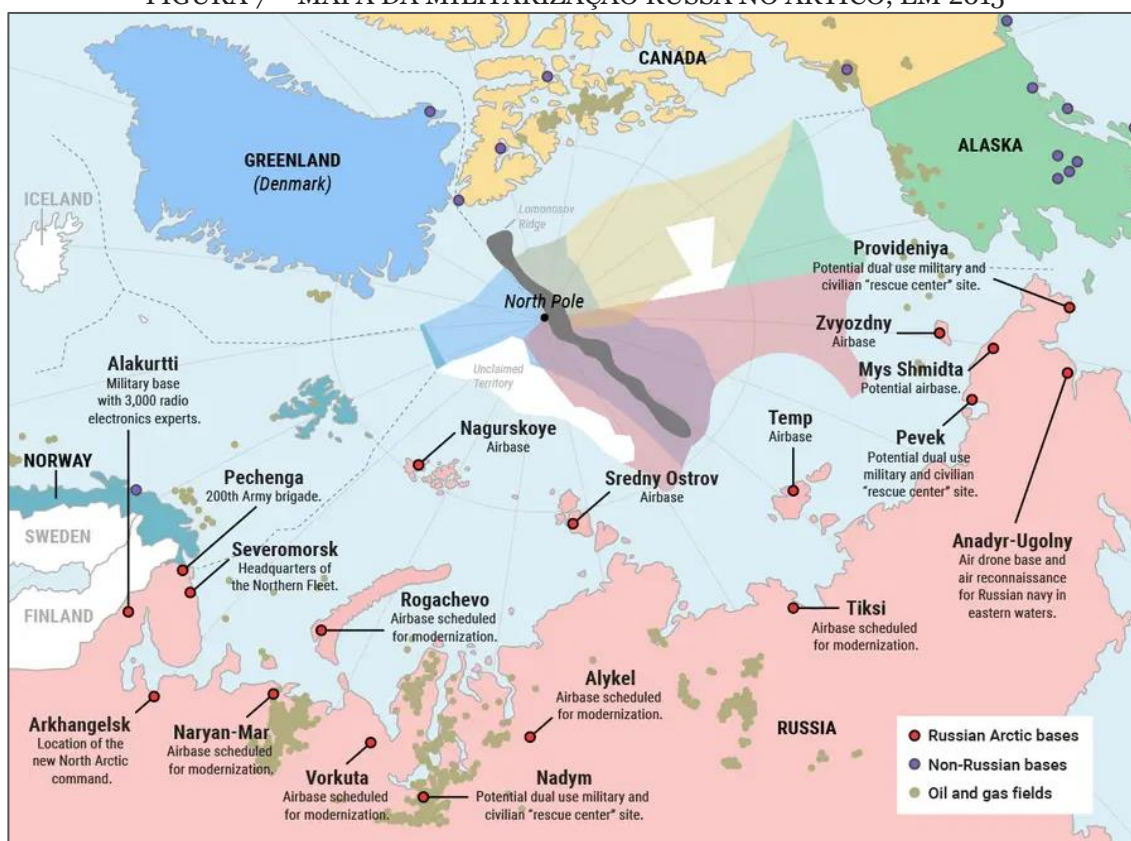 FIGURA 7 – MAPA DA MILITARIZAÇÃO RUSSA NO ÁRTICO, EM 2015
CANADA
GREENLAND
(Denmark)
ALASKA
ICELAND
Lomonosov
Ridge
North Pole
Unclaimed
Territory
Provideniya
Potential dual use military and
civilian "rescue center" site.
Zvyozdny
Airbase
Mys Shmidta
Potential airbase.
Pevek
Potential dual use
military and civilian
"rescue center" site.
Anadyr-Ugolny
Air drone base and
air reconnaissance
for Russian navy in
eastern waters.
Alakurtti
Military base
with 3,000 radio
electronics experts.
NORWAY
SWEDEN
FINLAND
Pechenga
200th Army brigade.
Severomorsk
Headquarters of
the Northern Fleet.
Nagurskoye
Airbase
Sredny Ostrov
Airbase
Temp
Airbase
Rogachevo
Airbase scheduled
for modernization.
Tiksi
Airbase scheduled
for modernization.
Alykel
Airbase scheduled
for modernization.
Arkhangelsk
Location of the
new North Arctic
command.
Naryan-Mar
Airbase scheduled
for modernization.
Vorkuta
Airbase scheduled
for modernization.
Nadym
Potential dual use military and
civilian "rescue center" site.
RUSSIA
Russian Arctic bases
Non-Russian bases
Oil and gas fields